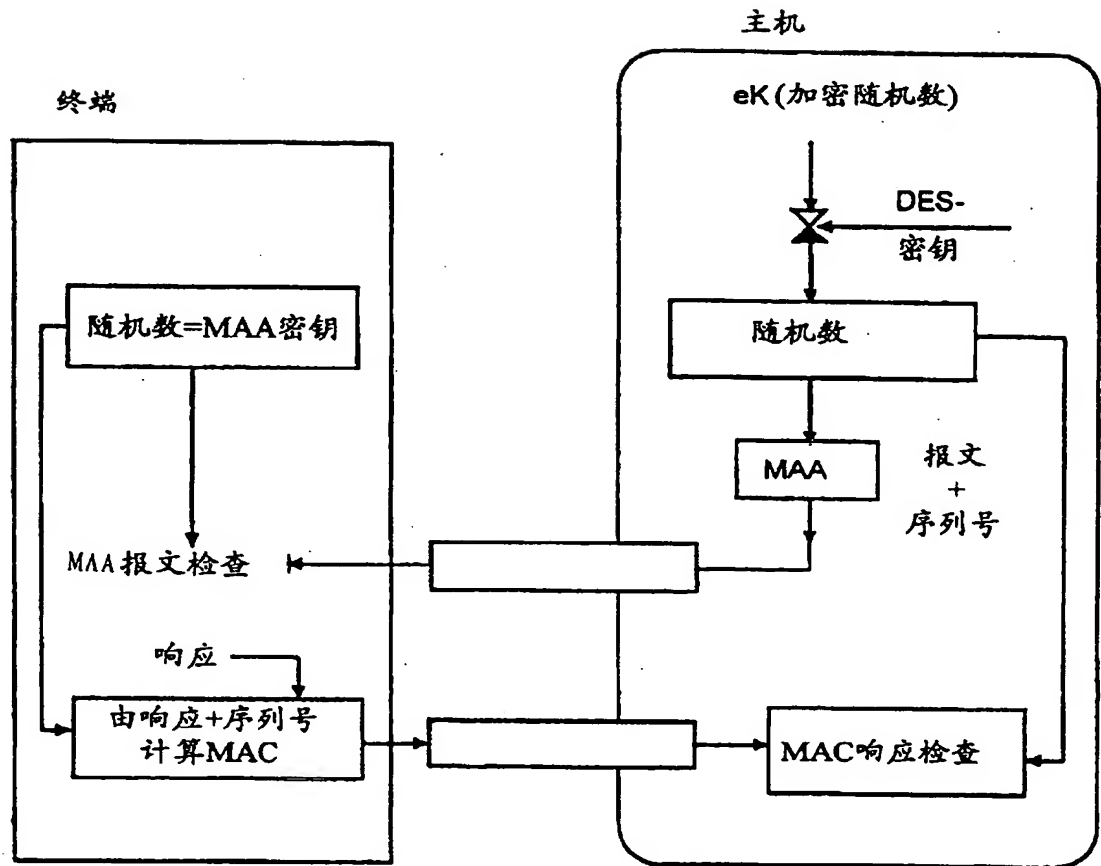 主机
eK(加密随机数)
终端
DES-
密钥
随机数=MAA密钥
随机数
MAA
报文
+
序列号
MAA报文检查
响应
由响应+序列号
计算MAC
MAC响应检查